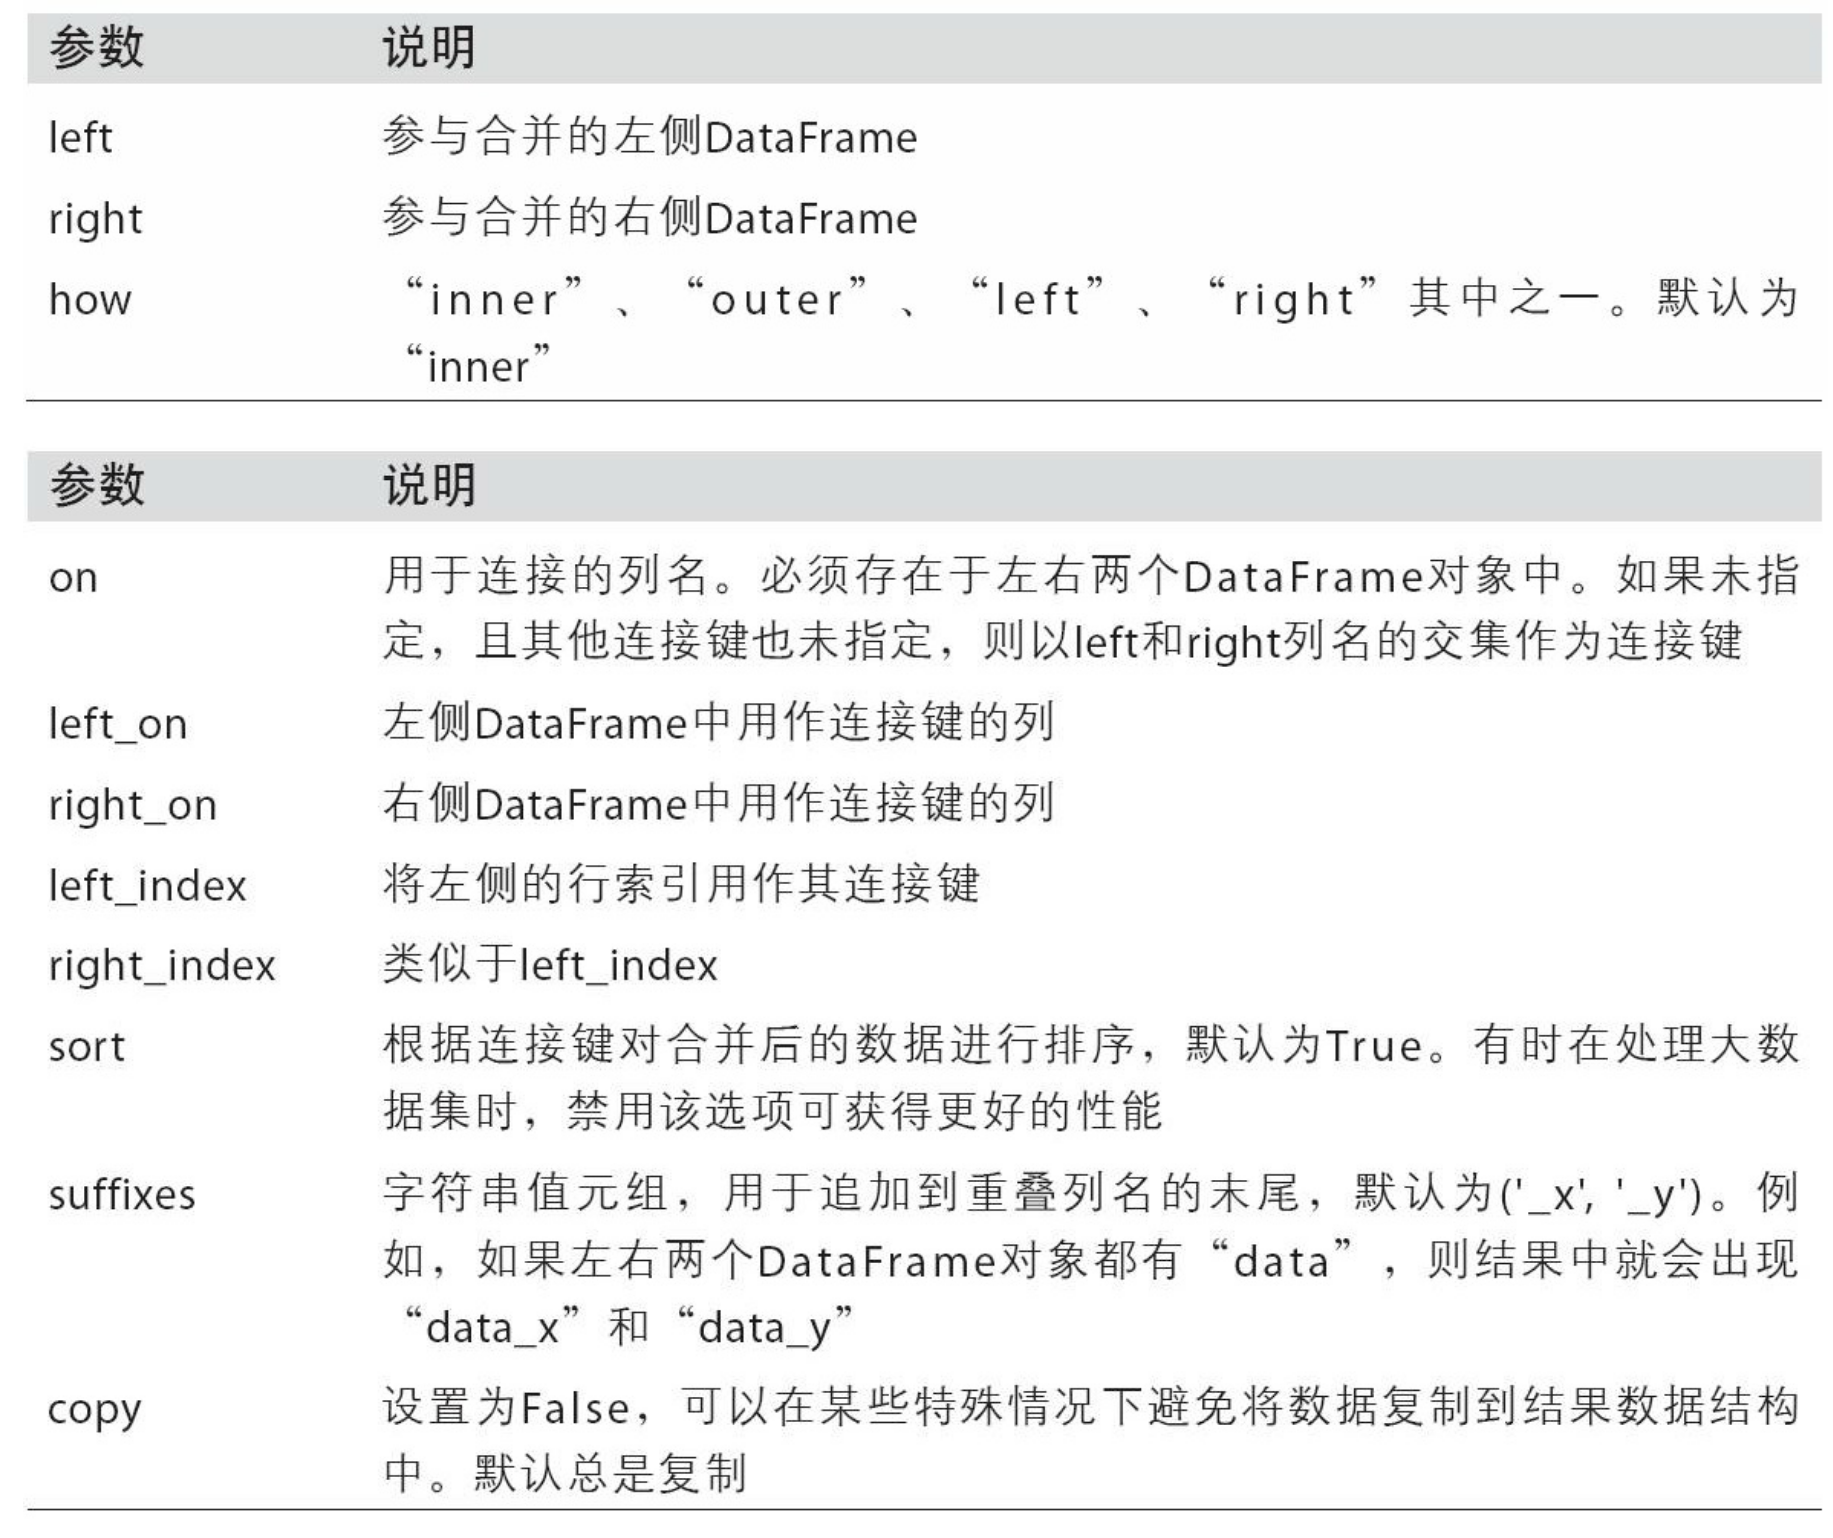 参数 说明
left 参与合并的左侧DataFrame
right 参与合并的右侧DataFrame
how “inner”、“outer”、“left”、“right”其中之一。默认为
“inner”
参数 说明
on 用于连接的列名。必须存在于左右两个DataFrame对象中。如果未指
定，且其他连接键也未指定，则以left和right列名的交集作为连接键
left_on 左侧DataFrame中用作连接键的列
right_on 右侧DataFrame中用作连接键的列
left_index 将左侧的行索引用作其连接键
right_index 类似于left_index
sort 根据连接键对合并后的数据进行排序，默认为True。有时在处理大数
据集时，禁用该选项可获得更好的性能
suffixes 字符串值元组，用于追加到重叠列名的末尾，默认为('_x', '_y')。例
如，如果左右两个DataFrame对象都有“data”，则结果中就会出现
“data_x”和“data_y”
copy 设置为False，可以在某些特殊情况下避免将数据复制到结果数据结构
中。默认总是复制